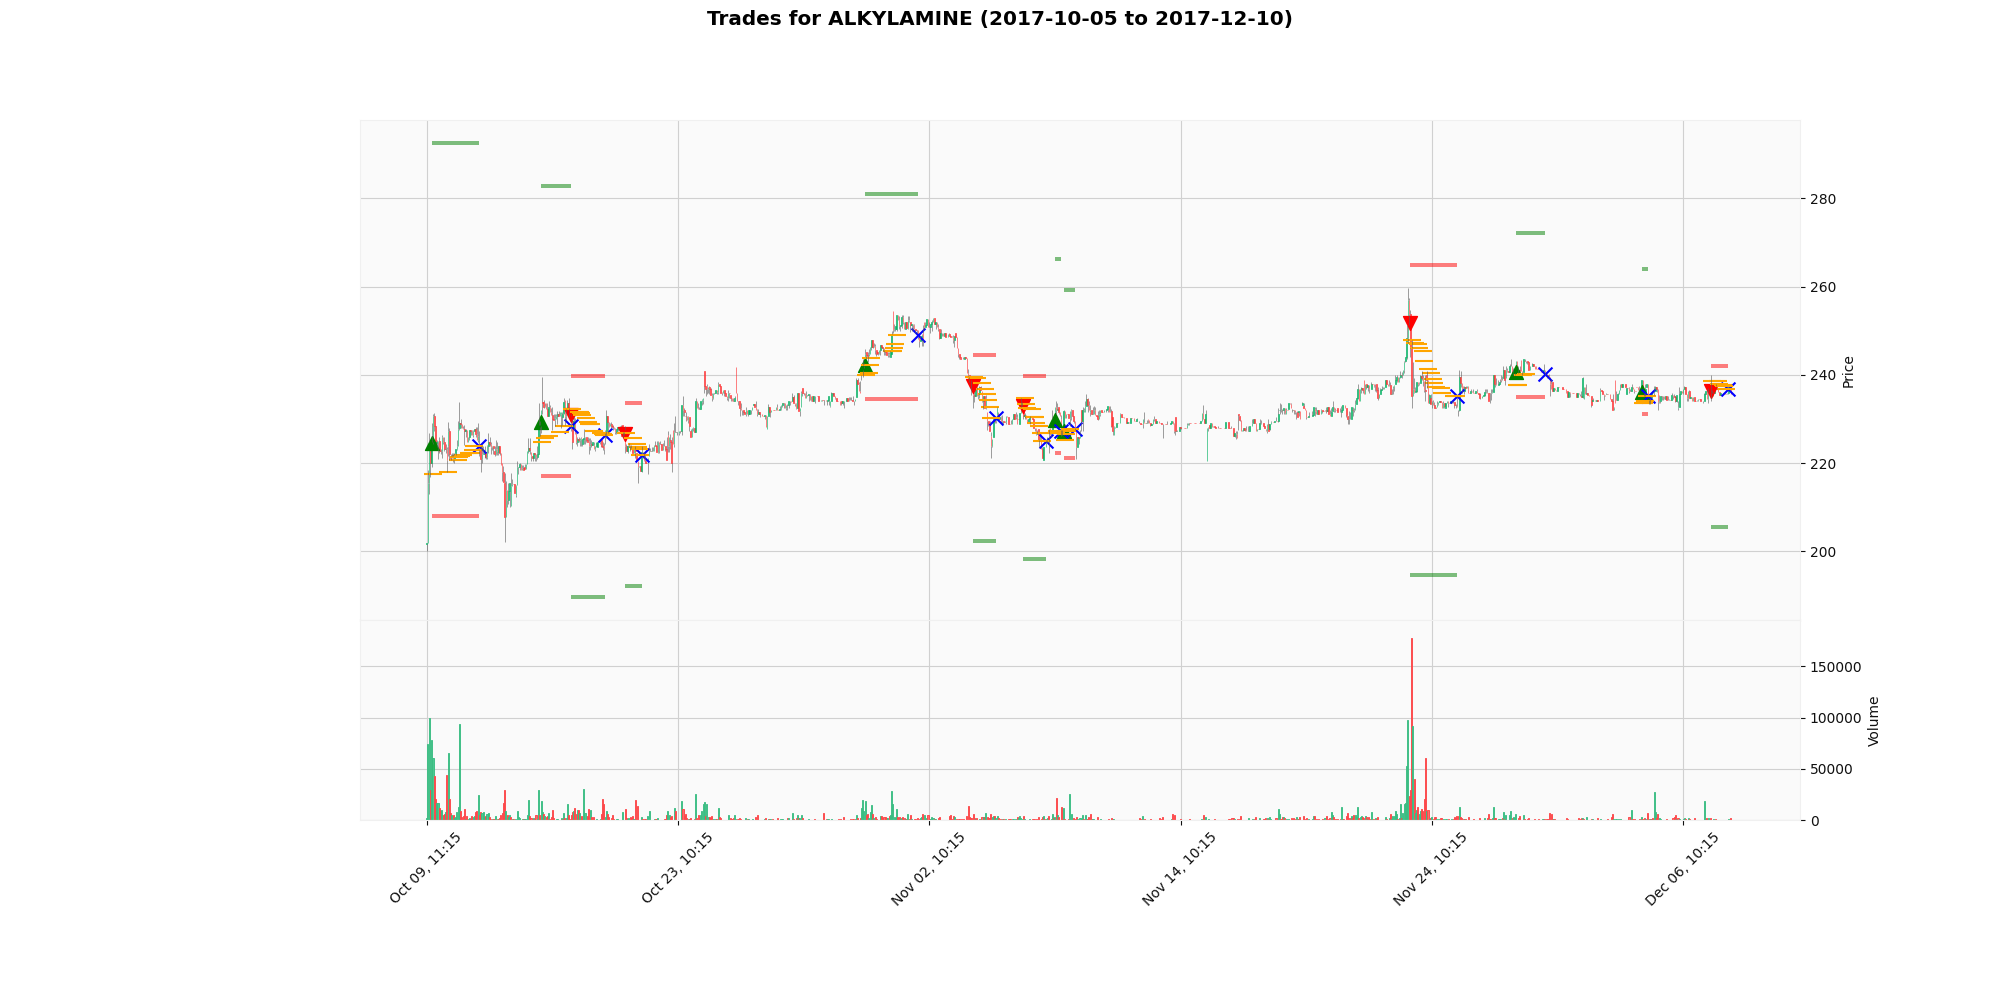 Trades for ALKYLAMINE (2017-10-05 to 2017-12-10)
280
260
240
220
200
Price
150000
100000
50000
0
Volume
Oct 09, 11:15
Oct 23, 10:15
Nov 02, 10:15
Nov 14, 10:15
Nov 24, 10:15
Dec 06, 10:15